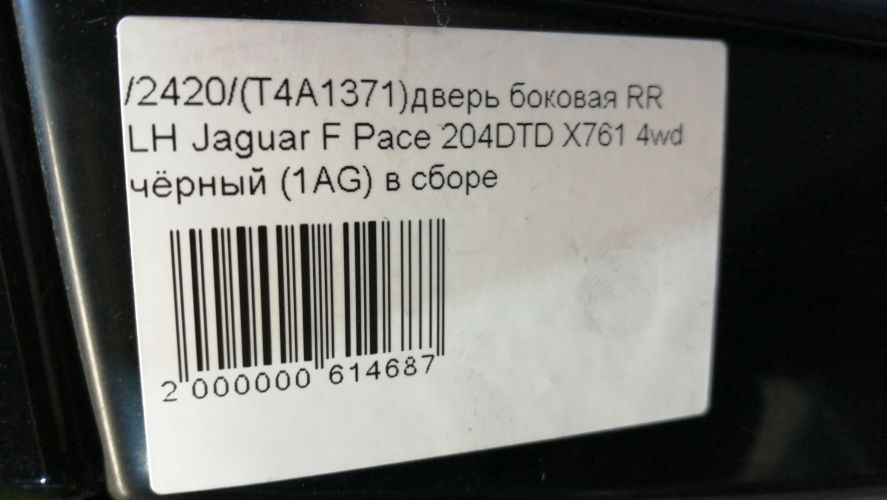 /2420/(T4A1371)дверь боковая RR
LH Jaguar F Pace 204DTD X761 4wd
чёрный (1AG) в сборе
2 000000 614687